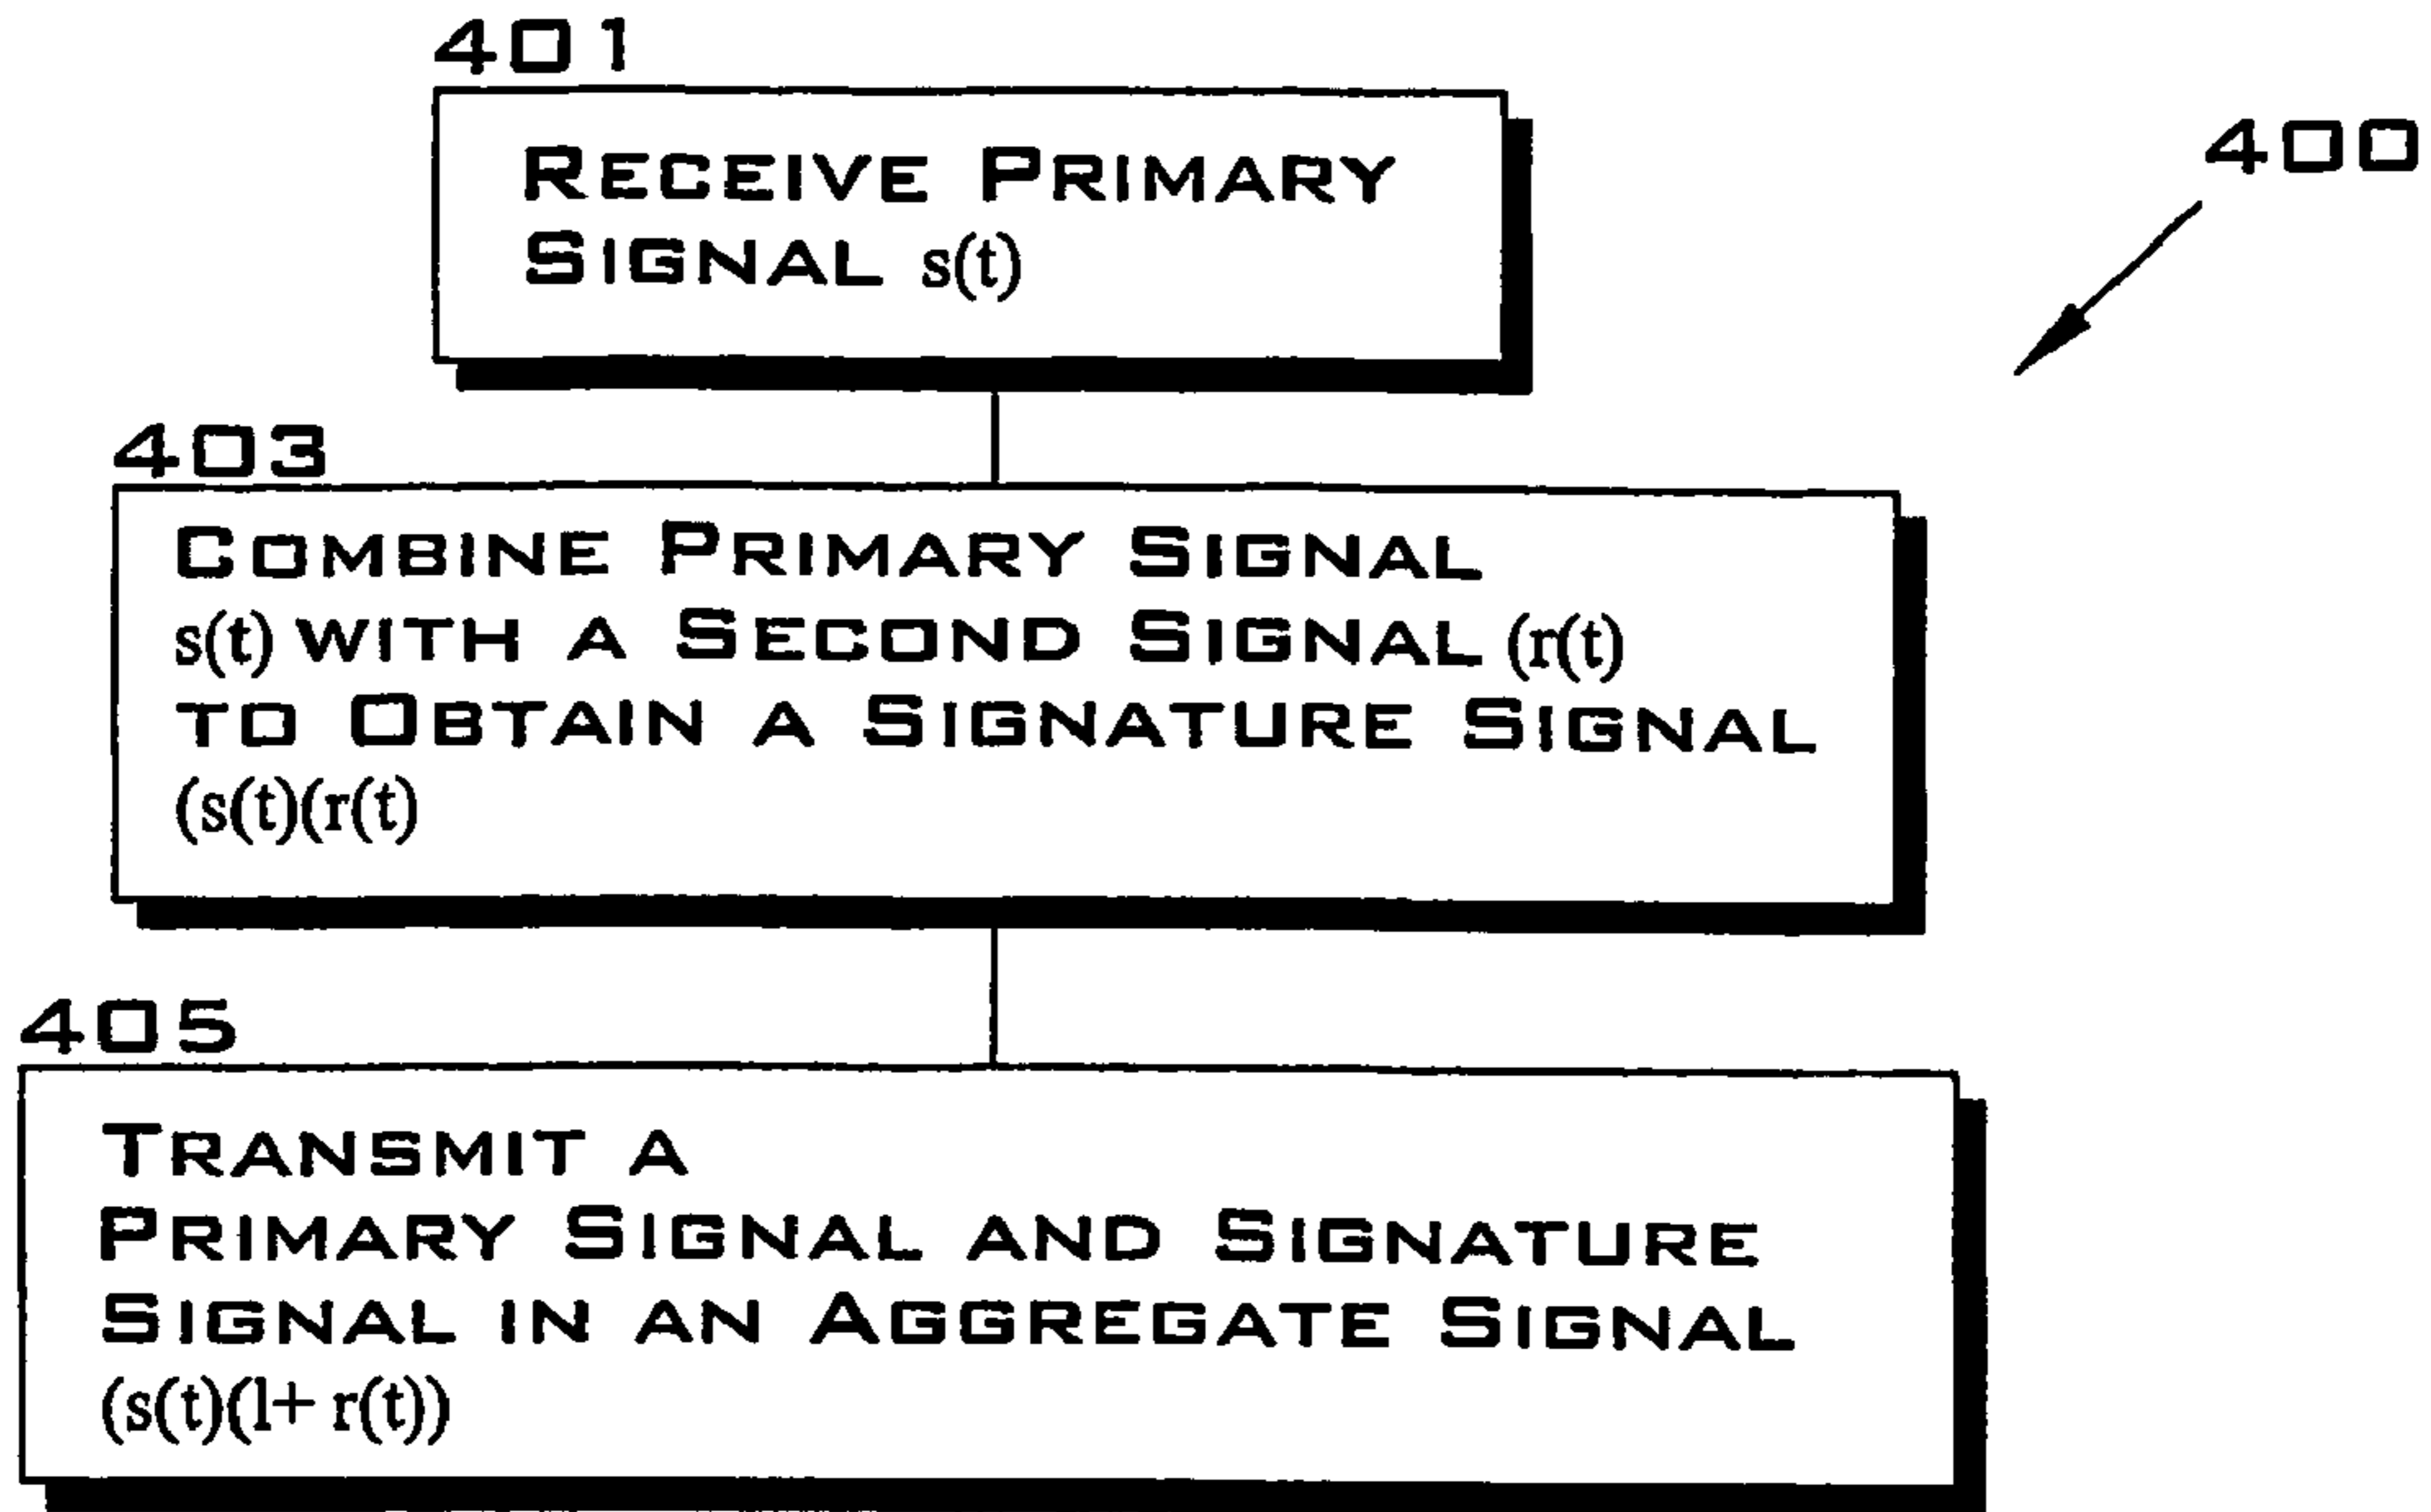 401
400
RECEIVE PRIMARY
SIGNAL s(t)
403
COMBINE PRIMARY SIGNAL
s(t) WITH A SECOND SIGNAL (r(t)
TO OBTAIN A SIGNATURE SIGNAL
(s(t)(r(t)
405
TRANSMIT A
PRIMARY SIGNAL AND SIGNATURE
SIGNAL IN AN AGGREGATE SIGNAL
(s(t)(1+ r(t))